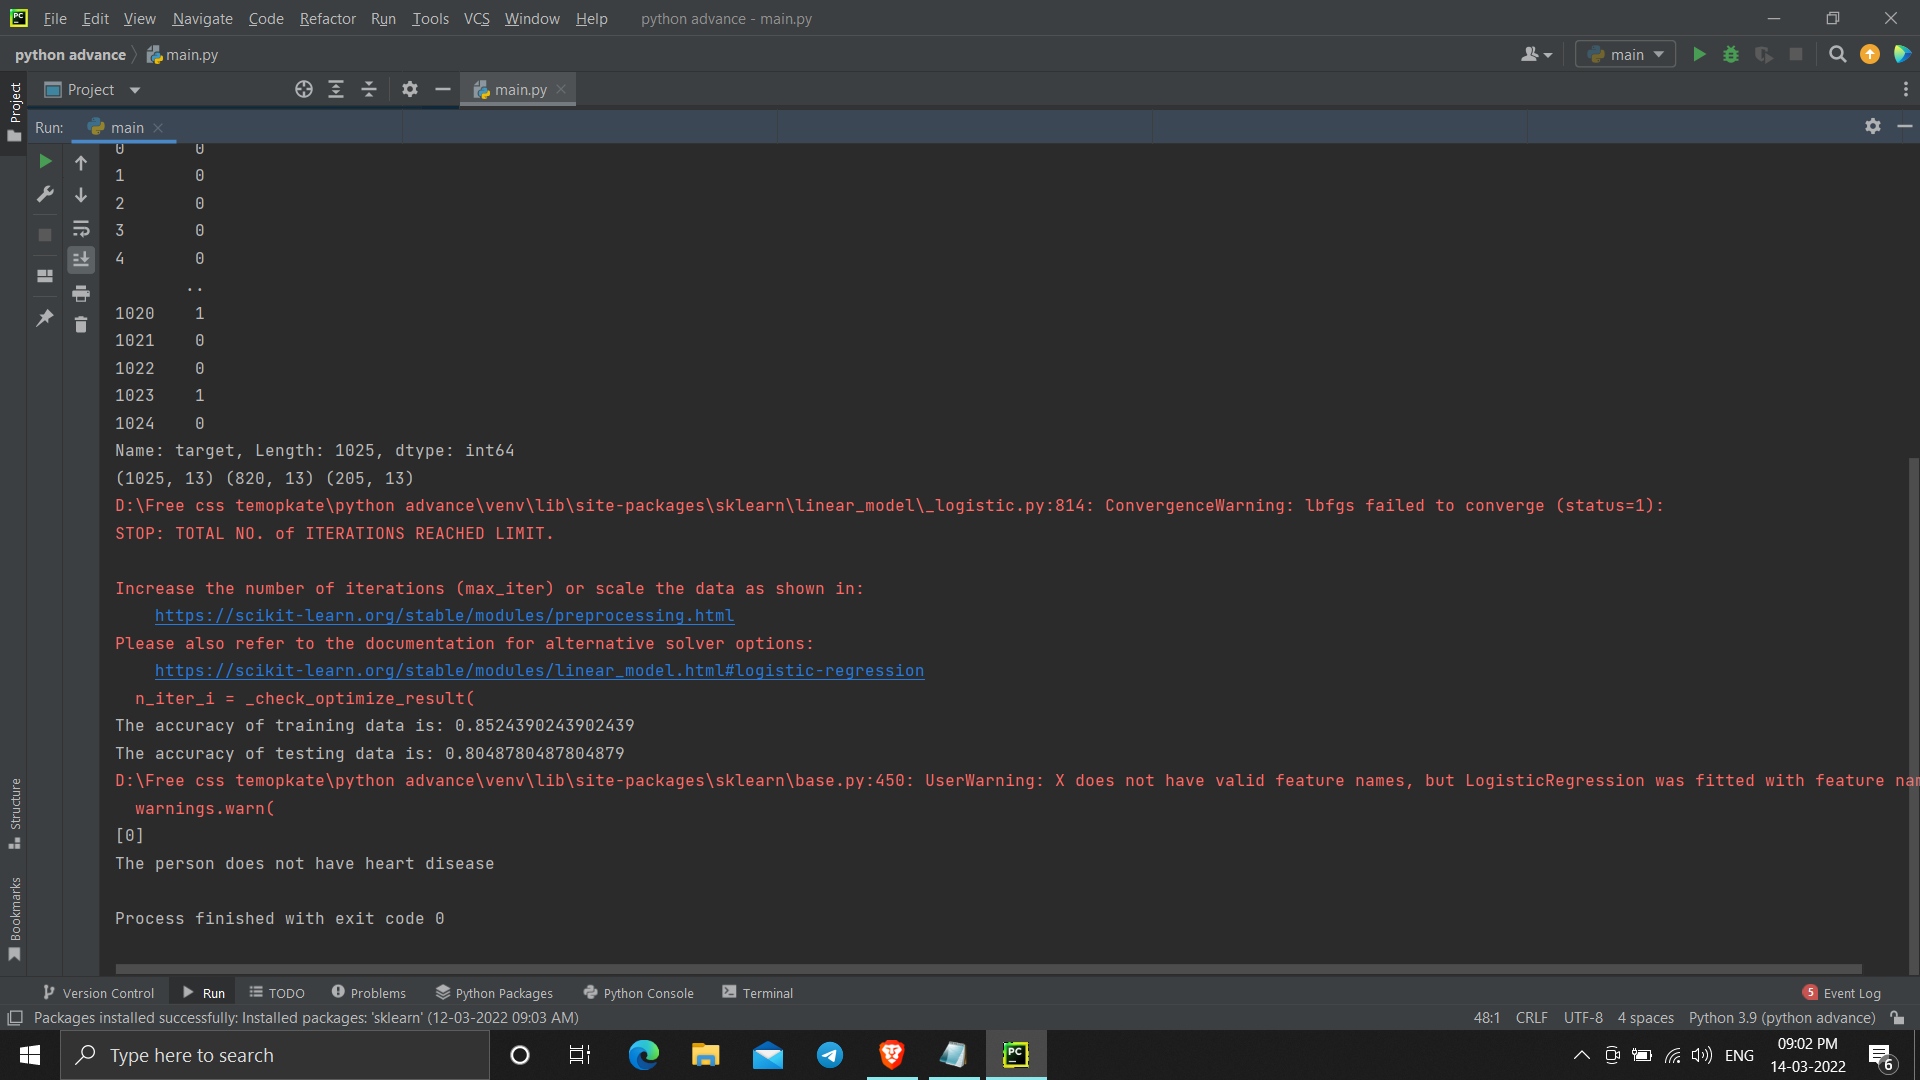 File Edit View Navigate Code Refactor Run Tools VCS Window Help python advance - main.py
python advance main.py main
Project main.py
Project
Run: main
0 0
1 0
2 0
3 0
4 0
..
1020 1
1021 0
1022 0
1023 1
1024 0
Name: target, Length: 1025, dtype: int64
(1025, 13) (820, 13) (205, 13)
D:\Free css temopkate\python advance\venv\lib\site-packages\sklearn\linear_model\_logistic.py:814: ConvergenceWarning: lbfgs failed to converge (status=1):
STOP: TOTAL NO. of ITERATIONS REACHED LIMIT.
Increase the number of iterations (max_iter) or scale the data as shown in:
https://scikit-learn.org/stable/modules/preprocessing.html
Please also refer to the documentation for alternative solver options:
https://scikit-learn.org/stable/modules/linear_model.html#logistic-regression
n_iter_i = _check_optimize_result(
The accuracy of training data is: 0.8524390243902439
The accuracy of testing data is: 0.8048780487804879
D:\Free css temopkate\python advance\venv\lib\site-packages\sklearn\base.py:450: UserWarning: X does not have valid feature names, but LogisticRegression was fitted with feature nam
warnings.warn(
[0]
The person does not have heart disease
Process finished with exit code 0
Structure
Bookmarks
Version Control Run TODO Problems Python Packages Python Console Terminal 5 Event Log
Packages installed successfully: Installed packages: 'sklearn' (12-03-2022 09:03 AM) 48:1 CRLF UTF-8 4 spaces Python 3.9 (python advance)
Type here to search PC ENG 09:02 PM
14-03-2022 6